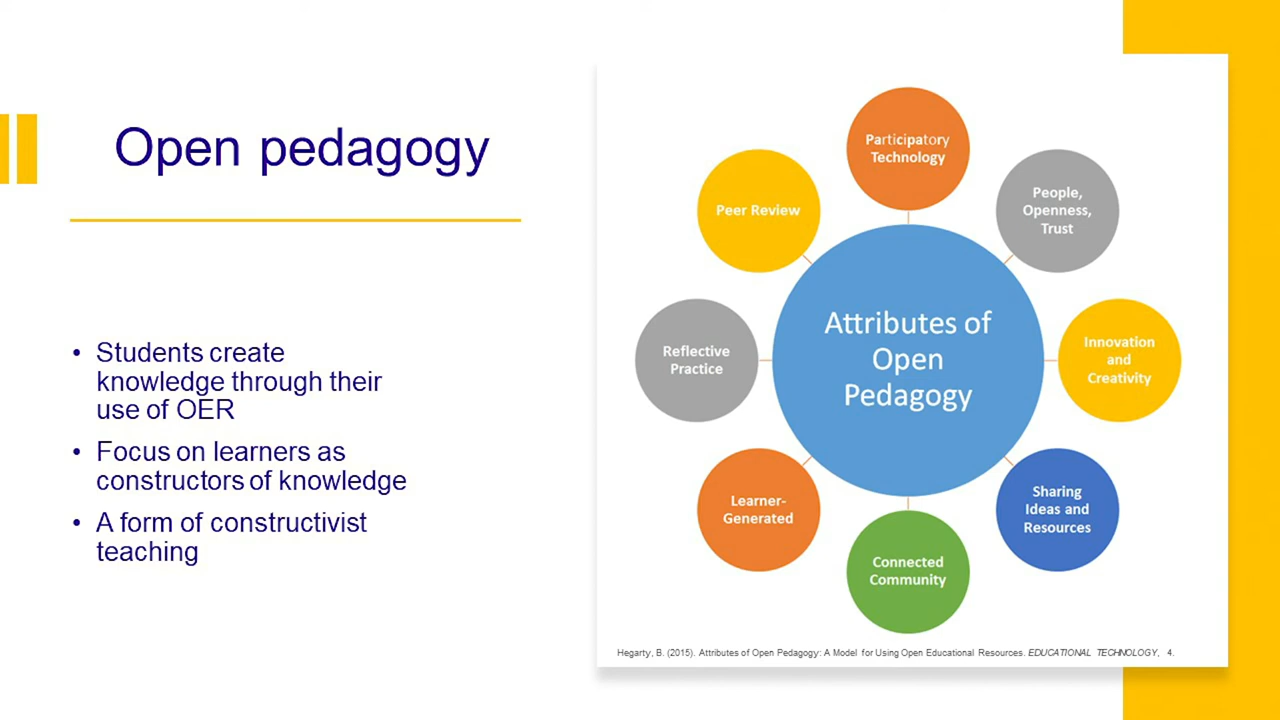 Open pedagogy
• Students create
knowledge through their
use of OER
• Focus on learners as
constructors of knowledge
• A form of constructivist
teaching
Participatory
Technology
People,
Openness,
Trust
Innovation
and
Creativity
Sharing
Ideas and
Resources
Connected
Community
Learner-
Generated
Reflective
Practice
Peer Review
Attributes of
Open
Pedagogy
Hegarty, B. (2015). Attributes of Open Pedagogy: A Model for Using Open Educational Resources. EDUCATIONAL TECHNOLOGY, 4.